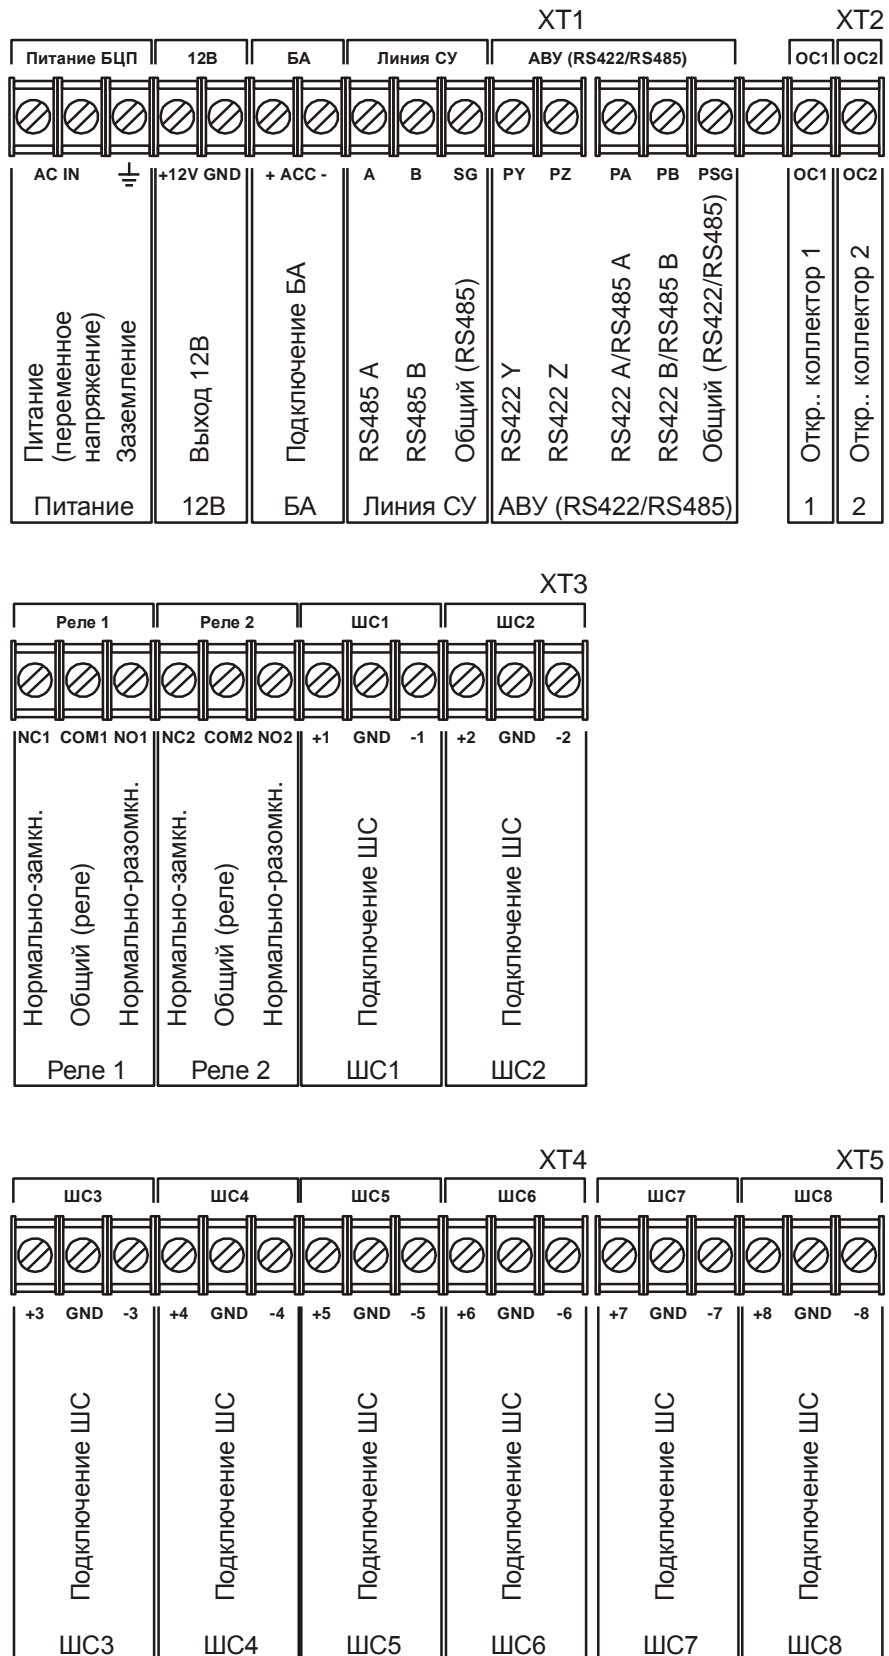 XT1 XT2
Питание БЦП 12В БА Линия СУ АВУ (RS422/RS485) ОС1 ОС2
AC IN +12V GND + ACC - A B SG PY PZ PA PB PSG OC1 OC2
Питание
(переменное
напряжение)
Заземление
Выход 12В
Подключение БА
RS485 A
RS485 B
Общий (RS485)
RS422 Y
RS422 Z
RS422 A/RS485 A
RS422 B/RS485 B
Общий (RS422/RS485)
Откр.. коллектор 1
Откр.. коллектор 2
Питание 12В БА Линия СУ АВУ (RS422/RS485) 1 2
XT3
Реле 1 Реле 2 ШС1 ШС2
NC1 COM1 NO1 NC2 COM2 NO2 +1 GND -1 +2 GND -2
Нормально-замкн.
Общий (реле)
Нормально-разомкн.
Нормально-замкн.
Общий (реле)
Нормально-разомкн.
Подключение ШС
Подключение ШС
Реле 1 Реле 2 ШС1 ШС2
XT4 XT5
ШС3 ШС4 ШС5 ШС6 ШС7 ШС8
+3 GND -3 +4 GND -4 +5 GND -5 +6 GND -6 +7 GND -7 +8 GND -8
Подключение ШС
Подключение ШС
Подключение ШС
Подключение ШС
Подключение ШС
Подключение ШС
ШС3 ШС4 ШС5 ШС6 ШС7 ШС8